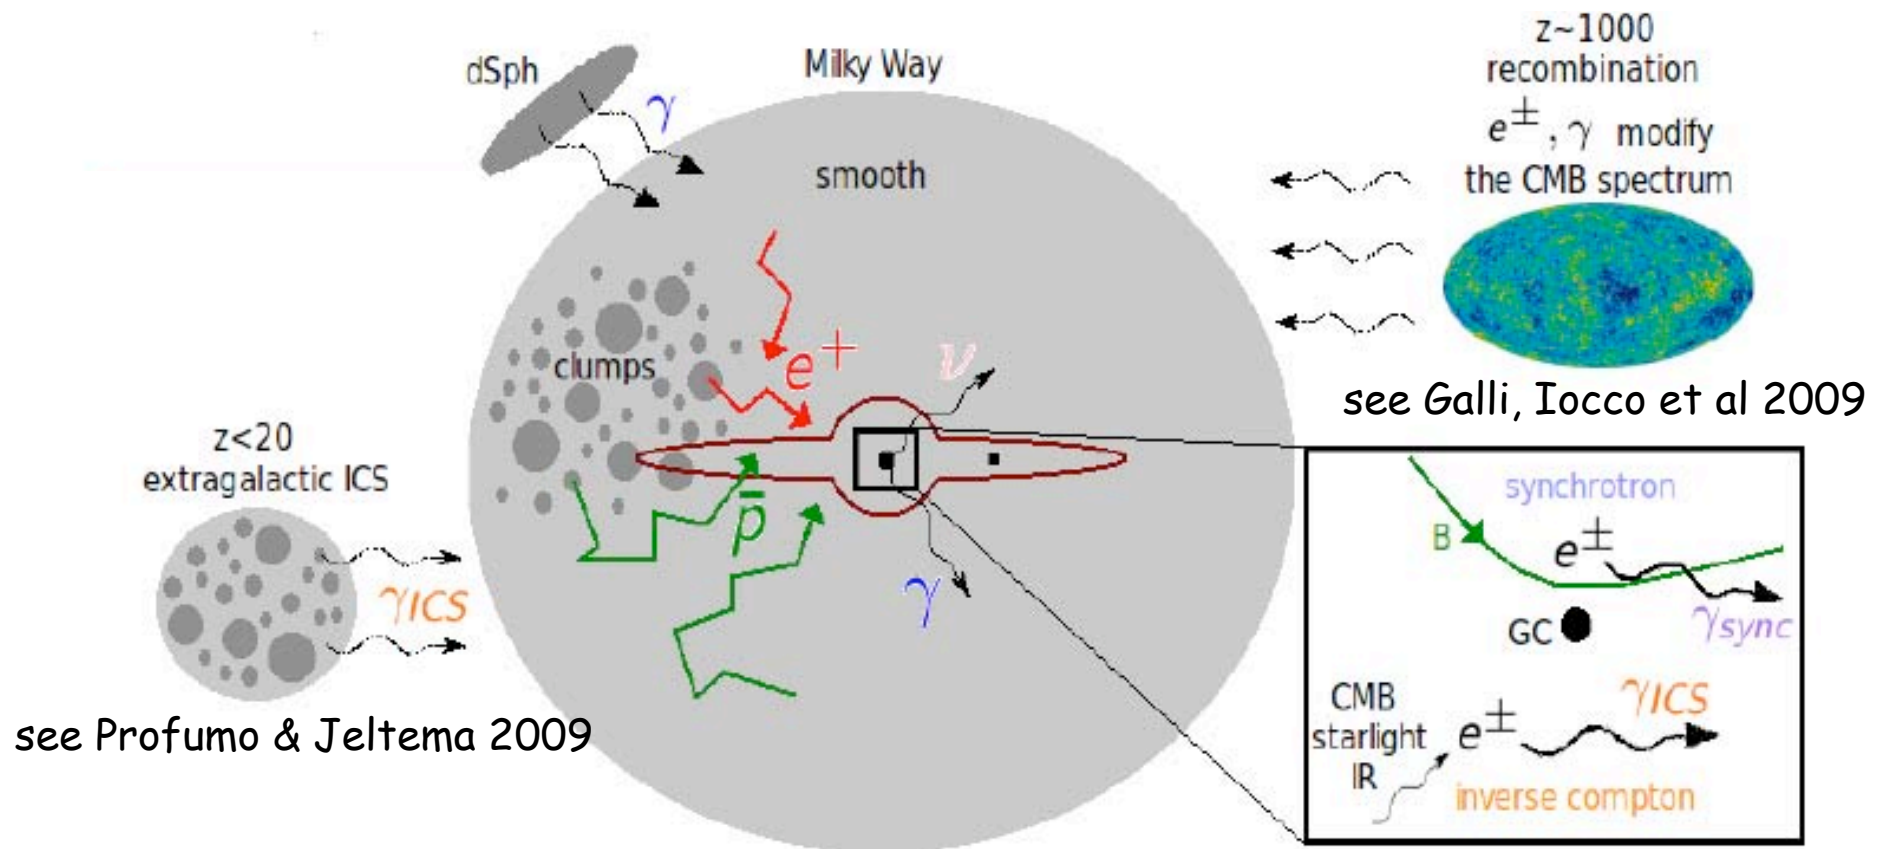 dSph
γ
Milky Way
smooth
z~1000
recombination
e± , γ modify
the CMB spectrum
see Galli, Iocco et al 2009
clumps
e+
ν
p̄
γ
z<20
extragalactic ICS
γICS
see Profumo & Jeltema 2009
synchrotron
B
e±
γsync
GC
CMB
starlight
IR
e±
γICS
inverse compton